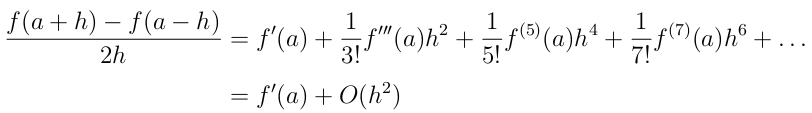 \frac{f(a+h) - f(a-h)}{2h} = f'(a) + \frac{1}{3!}f'''(a)h^2 + \frac{1}{5!}f^{(5)}(a)h^4 + \frac{1}{7!}f^{(7)}(a)h^6 + \dots
= f'(a) + O(h^2)